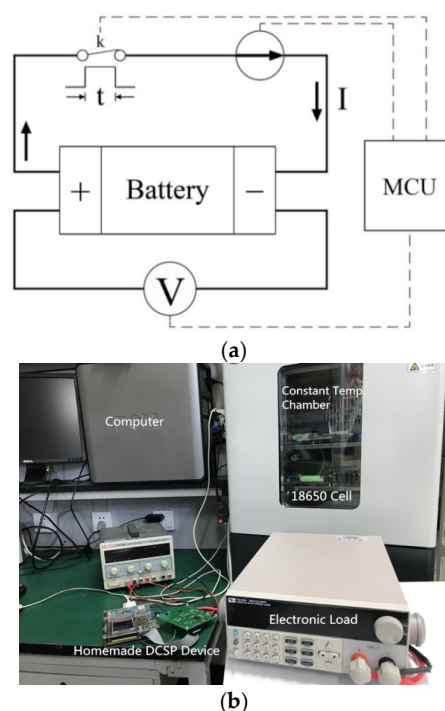 k
t
I
+ Battery −
MCU
V
(a)
Constant Temp
Chamber
Computer
18650 Cell
Electronic Load
Homemade DCSP Device
(b)